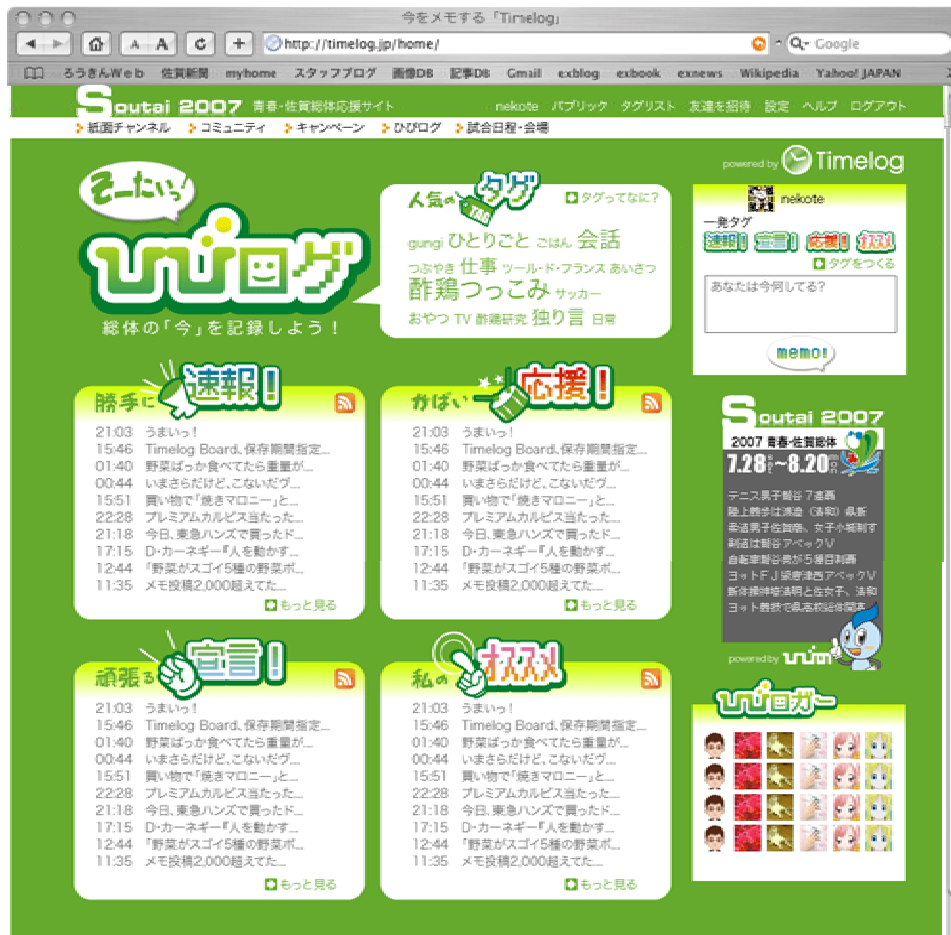 今をメモする「Timelog」
http://timelog.jp/home/
Google
ろうきんWeb 佐賀新聞 myhome スタッフブログ 画像DB 記事DB Gmail exblog exbook exnews Wikipedia Yahoo! JAPAN
Soutai 2007 青春・佐賀総体応援サイト nekote パブリック タグリスト 友達を招待 設定 ヘルプ ログアウト
紙面チャンネル コミュニティ キャンペーン ひびログ 試合日程・会場
powered by Timelog
そーたいっ!
ひびログ
総体の「今」を記録しよう!
人気のタグ TAG タグってなに?
gungi ひとりごと ごはん 会話
つぶやき 仕事 ツール・ド・フランス あいさつ
酢鶏つっこみ サッカー
おやつ TV 酢鶏研究 独り言 日常
nekote
一発タグ
速報! 宣言! 応援! オススメ
タグをつくる
あなたは今何してる?
memo!
勝手に速報!
21:03 うまいっ!
15:46 Timelog Board、保存期間指定...
01:40 野菜ばっか食べてたら重量が...
00:44 いまさらだけど、こないだヴ...
15:51 買い物で「焼きマロニー」と...
22:28 プレミアムカルピス当たった...
21:18 今日、東急ハンズで買ったド...
17:15 D・カーネギー『人を動かす...
12:44 「野菜がスゴイ5種の野菜ポ...
11:35 メモ投稿2,000超えてた...
もっと見る
がばい応援!
21:03 うまいっ!
15:46 Timelog Board、保存期間指定...
01:40 野菜ばっか食べてたら重量が...
00:44 いまさらだけど、こないだヴ...
15:51 買い物で「焼きマロニー」と...
22:28 プレミアムカルピス当たった...
21:18 今日、東急ハンズで買ったド...
17:15 D・カーネギー『人を動かす...
12:44 「野菜がスゴイ5種の野菜ポ...
11:35 メモ投稿2,000超えてた...
もっと見る
Soutai 2007
2007 青春・佐賀総体
7.28~8.20
テニス男子龍谷7連覇
剣道は龍谷アベックV
powered by
頑張る宣言!
21:03 うまいっ!
15:46 Timelog Board、保存期間指定...
01:40 野菜ばっか食べてたら重量が...
00:44 いまさらだけど、こないだヴ...
15:51 買い物で「焼きマロニー」と...
22:28 プレミアムカルピス当たった...
21:18 今日、東急ハンズで買ったド...
17:15 D・カーネギー『人を動かす...
12:44 「野菜がスゴイ5種の野菜ポ...
11:35 メモ投稿2,000超えてた...
もっと見る
私のオススメ
21:03 うまいっ!
15:46 Timelog Board、保存期間指定...
01:40 野菜ばっか食べてたら重量が...
00:44 いまさらだけど、こないだヴ...
15:51 買い物で「焼きマロニー」と...
22:28 プレミアムカルピス当たった...
21:18 今日、東急ハンズで買ったド...
17:15 D・カーネギー『人を動かす...
12:44 「野菜がスゴイ5種の野菜ポ...
11:35 メモ投稿2,000超えてた...
もっと見る
ひびロガー